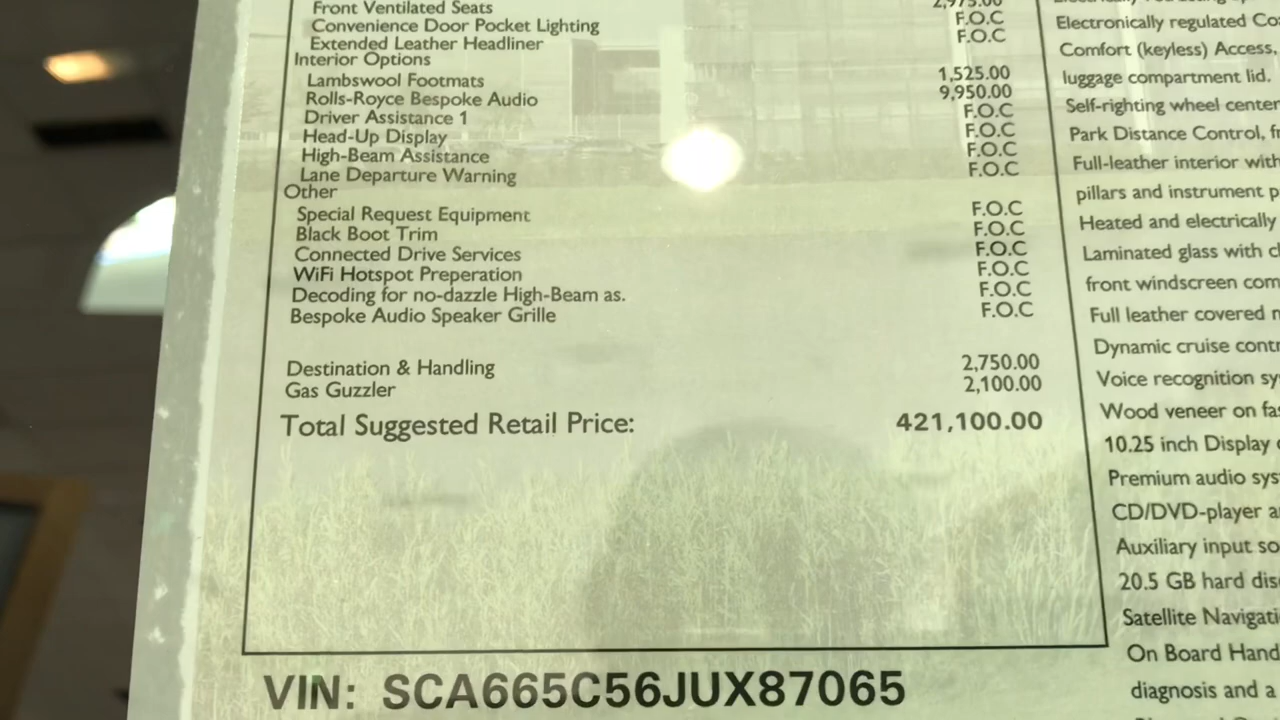 Front Ventilated Seats 2,975.00
Convenience Door Pocket Lighting F.O.C
Extended Leather Headliner F.O.C
Interior Options
Lambswool Footmats 1,525.00
Rolls-Royce Bespoke Audio 9,950.00
Driver Assistance 1 F.O.C
Head-Up Display F.O.C
High-Beam Assistance F.O.C
Lane Departure Warning F.O.C
Other
Special Request Equipment F.O.C
Black Boot Trim F.O.C
Connected Drive Services F.O.C
WiFi Hotspot Preperation F.O.C
Decoding for no-dazzle High-Beam as. F.O.C
Bespoke Audio Speaker Grille F.O.C
Destination & Handling 2,750.00
Gas Guzzler 2,100.00
Total Suggested Retail Price: 421,100.00
VIN: SCA665C56JUX87065
Electronically regulated
Comfort (keyless) Access,
luggage compartment lid.
Self-righting wheel center
Park Distance Control,
Full-leather interior with
pillars and instrument
Heated and electrically
Laminated glass with
front windscreen
Full leather covered
Dynamic cruise
Voice recognition
Wood veneer on
10.25 inch Display
Premium audio
CD/DVD-player
Auxiliary input
20.5 GB hard
Satellite
On Board
diagnosis and a